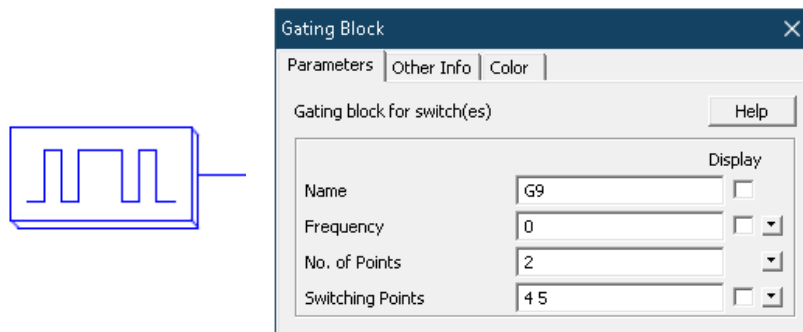 Gating Block
Parameters Other Info Color
Gating block for switch(es) Help
Display
Name G9
Frequency 0
No. of Points 2
Switching Points 4 5